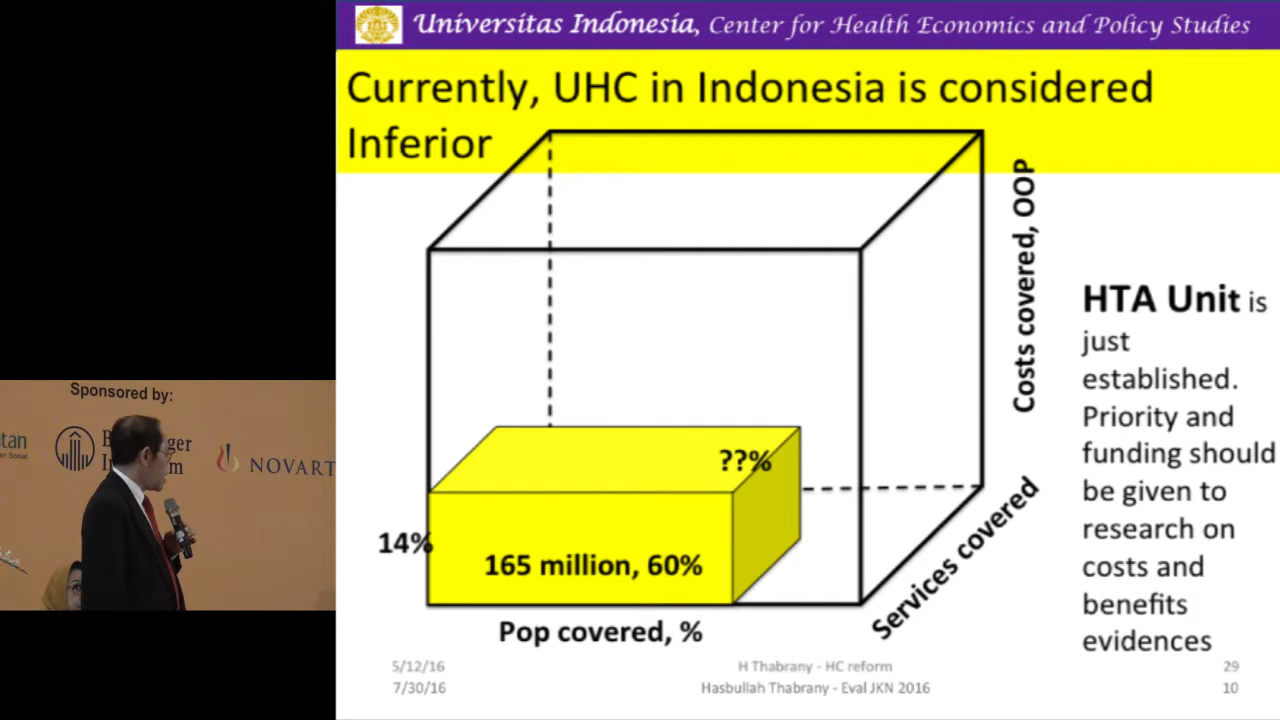 Universitas Indonesia, Center for Health Economics and Policy Studies
Currently, UHC in Indonesia is considered
Inferior
Costs covered, OOP
HTA Unit is
just
established.
Priority and
funding should
be given to
research on
costs and
benefits
evidences
??%
14%
165 million, 60%
Services covered
Pop covered, %
5/12/16
H Thabrany - HC reform
29
7/30/16
Hasbullah Thabrany - Eval JKN 2016
10
Sponsored by:
NOVART